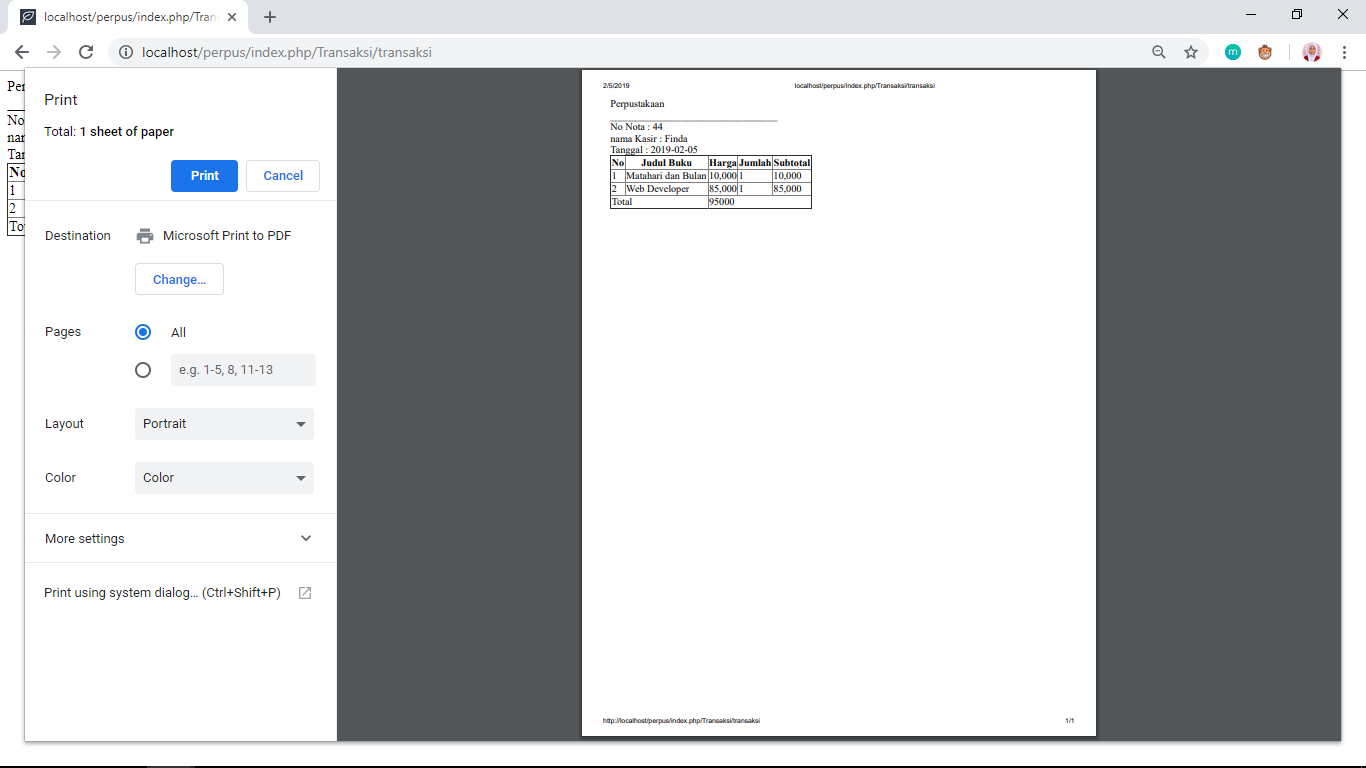 localhost/perpus/index.php/Tran
localhost/perpus/index.php/Transaksi/transaksi
m
Per
No
nar
Tar
No
1
2
To
Print
Total: 1 sheet of paper
Print Cancel
Destination Microsoft Print to PDF
Change...
Pages All
e.g. 1-5, 8, 11-13
Layout Portrait
Color Color
More settings
Print using system dialog... (Ctrl+Shift+P)
2/5/2019 localhost/perpus/index.php/Transaksi/transaksi
Perpustakaan
No Nota : 44
nama Kasir : Finda
Tanggal : 2019-02-05
No Judul Buku Harga Jumlah Subtotal
1 Matahari dan Bulan 10,000 1 10,000
2 Web Developer 85,000 1 85,000
Total 95000
http://localhost/perpus/index.php/Transaksi/transaksi 1/1